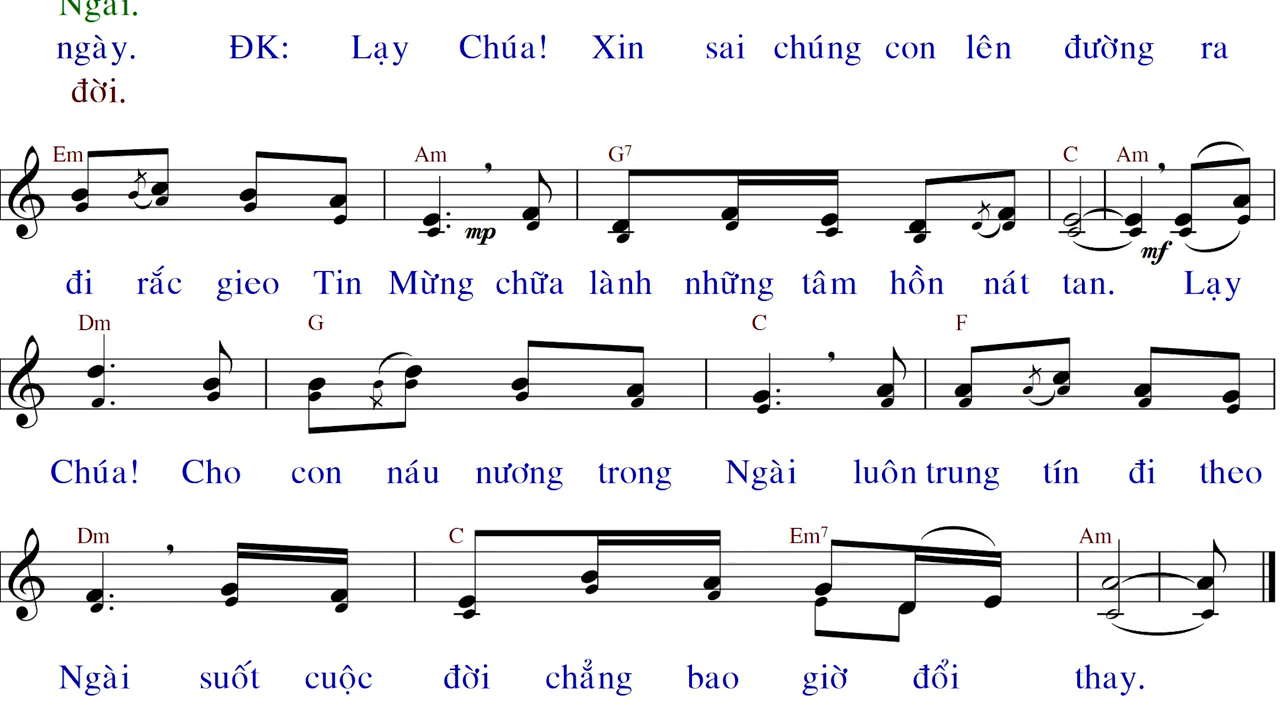 Ngài.
ngày. ĐK: Lạy Chúa! Xin sai chúng con lên đường ra
đời.
Em Am G7 C Am
mp mf
đi rắc gieo Tin Mừng chữa lành những tâm hồn nát tan. Lạy
Dm G C F
Chúa! Cho con náu nương trong Ngài luôn trung tín đi theo
Dm C Em7 Am
Ngài suốt cuộc đời chẳng bao giờ đổi thay.